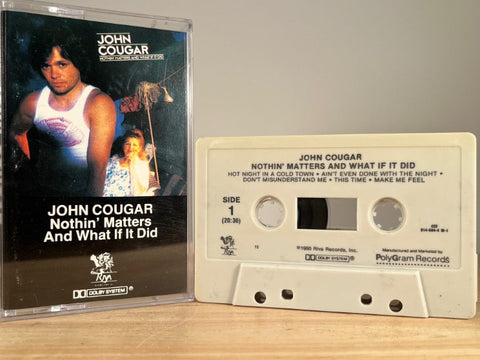 JOHN
COUGAR
NOTHIN' MATTERS AND WHAT IF IT DID
JOHN COUGAR
Nothin' Matters
And What If It Did
Riva
DOLBY SYSTEM
JOHN COUGAR
NOTHIN' MATTERS AND WHAT IF IT DID
HOT NIGHT IN A COLD TOWN • AIN'T EVEN DONE WITH THE NIGHT •
DON'T MISUNDERSTAND ME • THIS TIME • MAKE ME FEEL
SIDE
1
(20:36)
©1980 Riva Records, Inc.
DOLBY SYSTEM
Manufactured and Marketed by
PolyGram Records